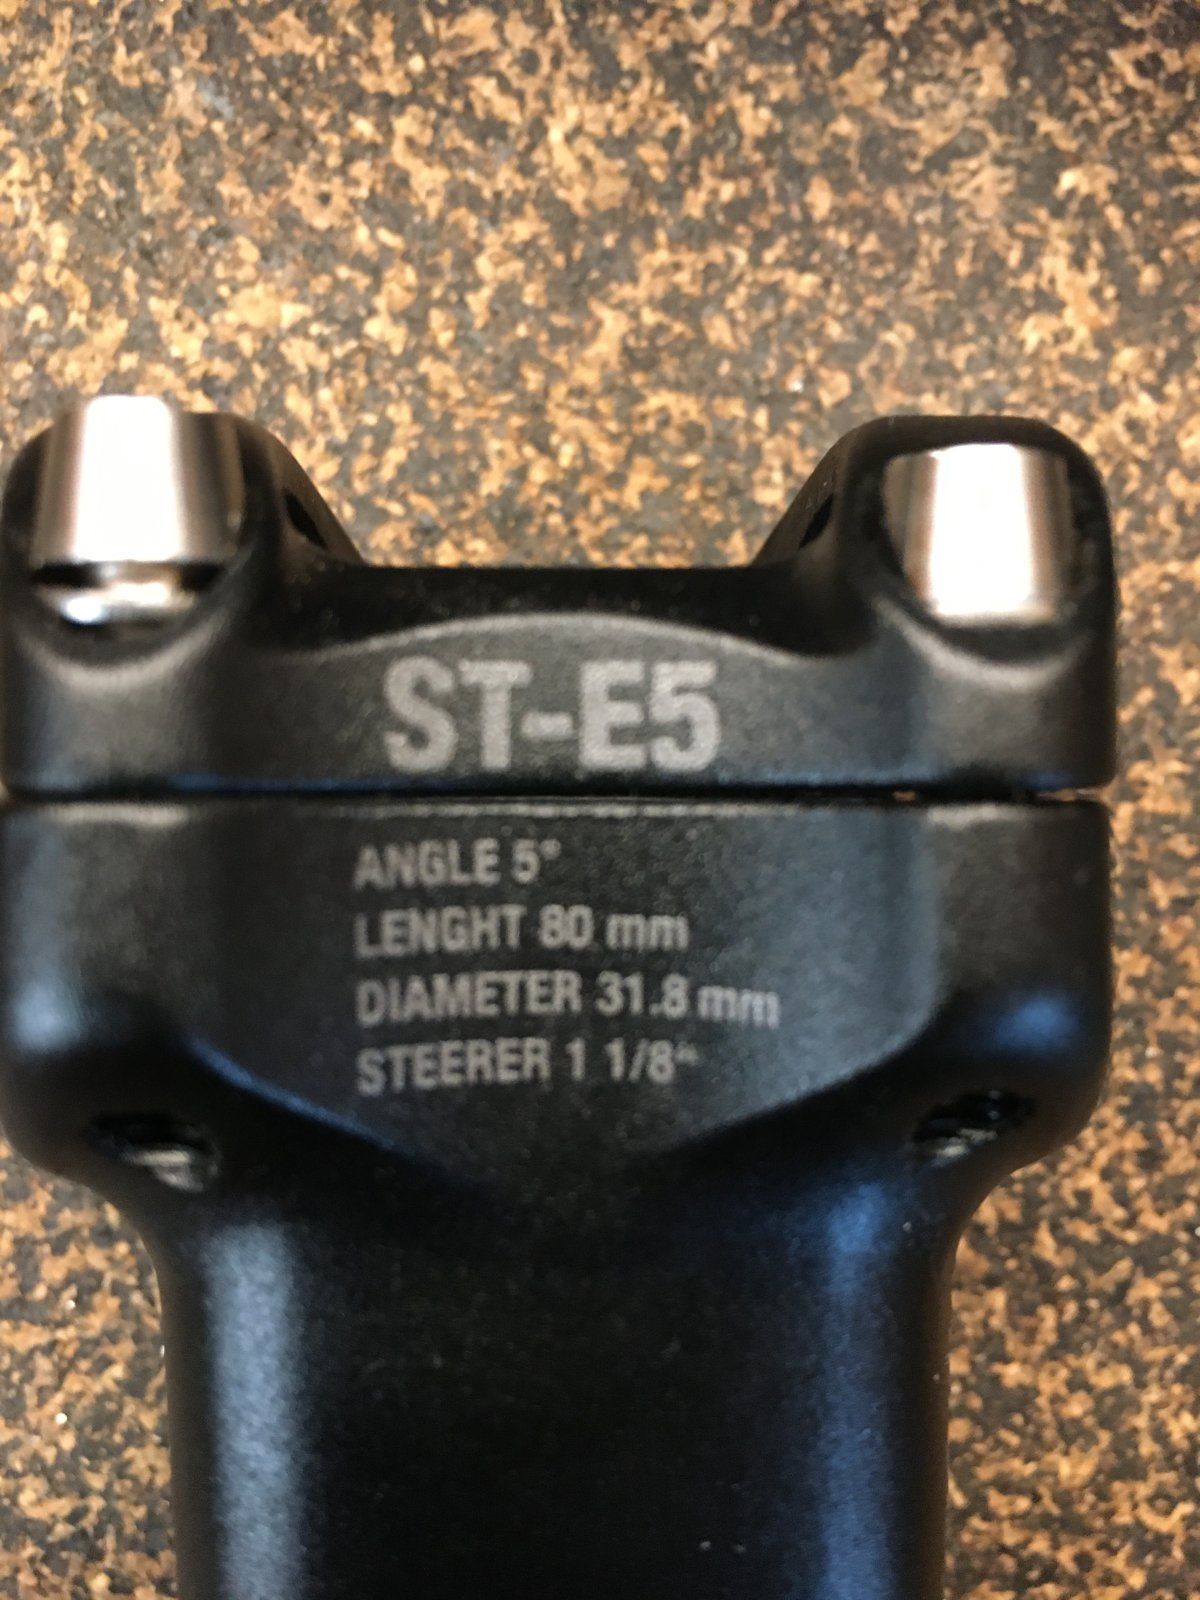 ST-E5
ANGLE 5°
LENGHT 80 mm
DIAMETER 31.8 mm
STEERER 1 1/8"